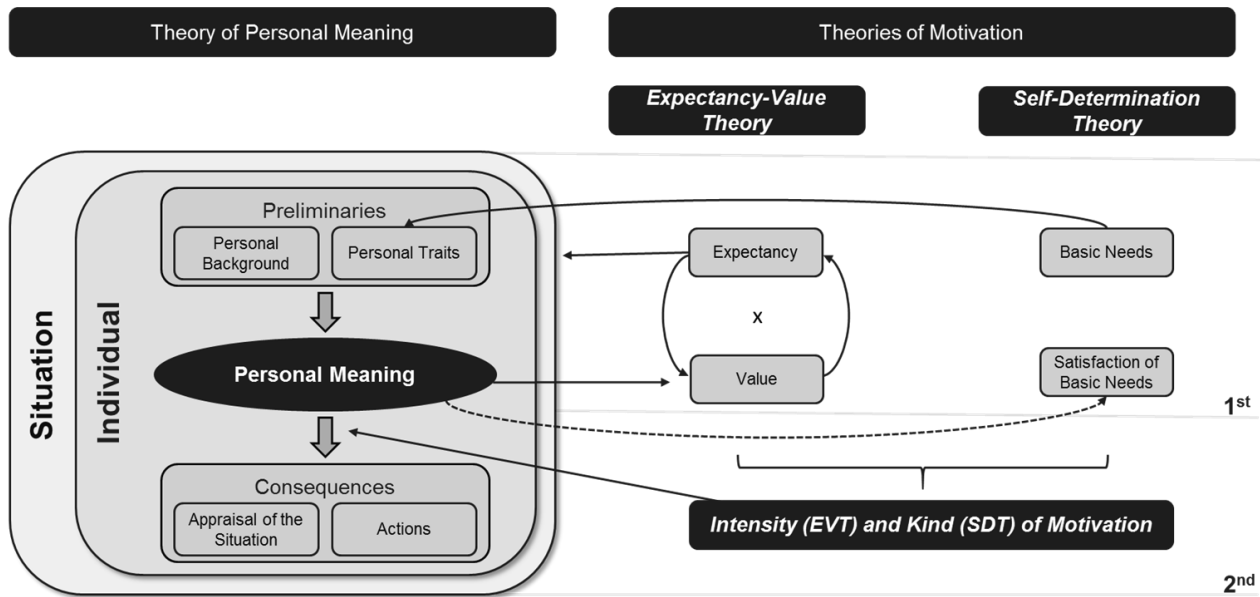 Theory of Personal Meaning
Theories of Motivation
Expectancy-Value
Theory
Self-Determination
Theory
Situation
Individual
Preliminaries
Personal
Background
Personal Traits
Expectancy
Basic Needs
x
Personal Meaning
Value
Satisfaction of
Basic Needs
1st
Consequences
Appraisal of the
Situation
Actions
Intensity (EVT) and Kind (SDT) of Motivation
2nd